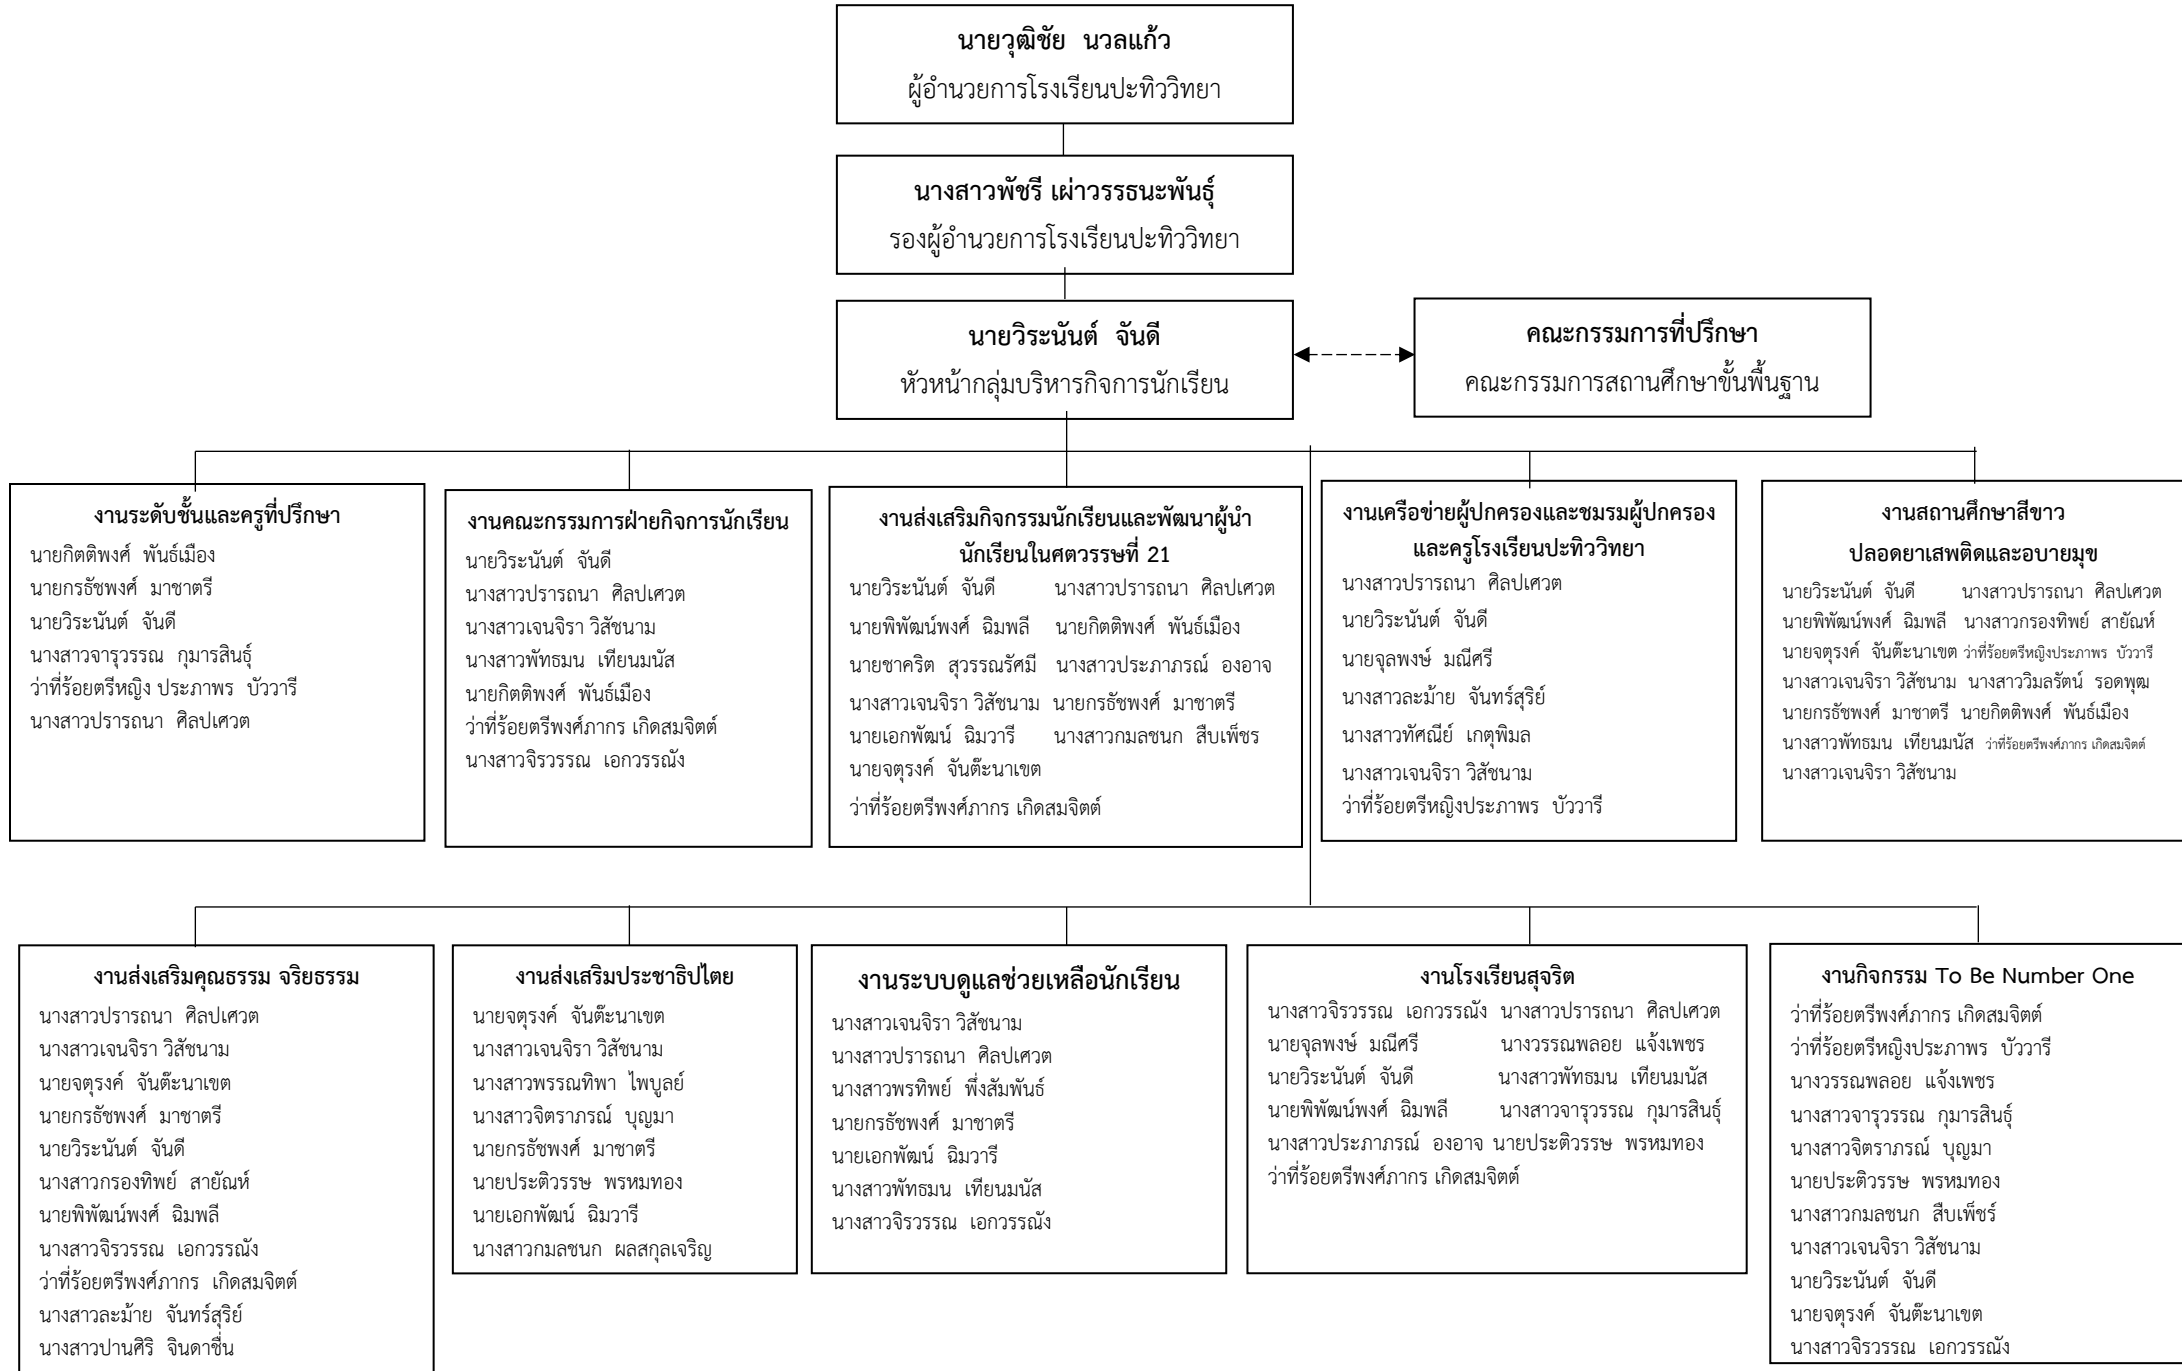 นายวุฒิชัย นวลแก้ว
ผู้อำนวยการโรงเรียนปะทิววิทยา
นางสาวพัชรี เผ่าวรรธนะพันธุ์
รองผู้อำนวยการโรงเรียนปะทิววิทยา
นายวิระนันต์ จันดี
หัวหน้ากลุ่มบริหารกิจการนักเรียน
คณะกรรมการที่ปรึกษา
คณะกรรมการสถานศึกษาขั้นพื้นฐาน
งานระดับชั้นและครูที่ปรึกษา
นายกิตติพงศ์ พันธ์เมือง
นายกรธัชพงศ์ มาชาตรี
นายวิระนันต์ จันดี
นางสาวจารุวรรณ กุมารสินธุ์
ว่าที่ร้อยตรีหญิง ประภาพร บัววารี
นางสาวปรารถนา ศิลปเศวต
งานคณะกรรมการฝ่ายกิจการนักเรียน
นายวิระนันต์ จันดี
นางสาวปรารถนา ศิลปเศวต
นางสาวเจนจิรา วิสัชนาม
นางสาวพัทธมน เทียนมนัส
นายกิตติพงศ์ พันธ์เมือง
ว่าที่ร้อยตรีพงศ์ภากร เกิดสมจิตต์
นางสาวจิรวรรณ เอกวรรณัง
งานส่งเสริมกิจกรรมนักเรียนและพัฒนาผู้นำ
นักเรียนในศตวรรษที่ 21
นายวิระนันต์ จันดี นางสาวปรารถนา ศิลปเศวต
นายพิพัฒน์พงศ์ ฉิมพลี นายกิตติพงศ์ พันธ์เมือง
นายชาคริต สุวรรณรัศมี นางสาวประภาภรณ์ องอาจ
นางสาวเจนจิรา วิสัชนาม นายกรธัชพงศ์ มาชาตรี
นายเอกพัฒน์ ฉิมวารี นางสาวกมลชนก สืบเพ็ชร
นายจตุรงค์ จันต๊ะนาเขต
ว่าที่ร้อยตรีพงศ์ภากร เกิดสมจิตต์
งานเครือข่ายผู้ปกครองและชมรมผู้ปกครอง
และครูโรงเรียนปะทิววิทยา
นางสาวปรารถนา ศิลปเศวต
นายวิระนันต์ จันดี
นายจุลพงษ์ มณีศรี
นางสาวละม้าย จันทร์สุริย์
นางสาวทัศณีย์ เกตุพิมล
นางสาวเจนจิรา วิสัชนาม
ว่าที่ร้อยตรีหญิงประภาพร บัววารี
งานสถานศึกษาสีขาว
ปลอดยาเสพติดและอบายมุข
นายวิระนันต์ จันดี นางสาวปรารถนา ศิลปเศวต
นายพิพัฒน์พงศ์ ฉิมพลี นางสาวกรองทิพย์ สายัณห์
นายจตุรงค์ จันต๊ะนาเขต ว่าที่ร้อยตรีหญิงประภาพร บัววารี
นางสาวเจนจิรา วิสัชนาม นางสาววิมลรัตน์ รอดพุฒ
นายกรธัชพงศ์ มาชาตรี นายกิตติพงศ์ พันธ์เมือง
นางสาวพัทธมน เทียนมนัส ว่าที่ร้อยตรีพงศ์ภากร เกิดสมจิตต์
นางสาวเจนจิรา วิสัชนาม
งานส่งเสริมคุณธรรม จริยธรรม
นางสาวปรารถนา ศิลปเศวต
นางสาวเจนจิรา วิสัชนาม
นายจตุรงค์ จันต๊ะนาเขต
นายกรธัชพงศ์ มาชาตรี
นายวิระนันต์ จันดี
นางสาวกรองทิพย์ สายัณห์
นายพิพัฒน์พงศ์ ฉิมพลี
นางสาวจิรวรรณ เอกวรรณัง
ว่าที่ร้อยตรีพงศ์ภากร เกิดสมจิตต์
นางสาวละม้าย จันทร์สุริย์
นางสาวปานศิริ จินดาชื่น
งานส่งเสริมประชาธิปไตย
นายจตุรงค์ จันต๊ะนาเขต
นางสาวเจนจิรา วิสัชนาม
นางสาวพรรณทิพา ไพบูลย์
นางสาวจิตราภรณ์ บุญมา
นายกรธัชพงศ์ มาชาตรี
นายประติวรรษ พรหมทอง
นายเอกพัฒน์ ฉิมวารี
นางสาวกมลชนก ผลสกุลเจริญ
งานระบบดูแลช่วยเหลือนักเรียน
นางสาวเจนจิรา วิสัชนาม
นางสาวปรารถนา ศิลปเศวต
นางสาวพรทิพย์ พึ่งสัมพันธ์
นายกรธัชพงศ์ มาชาตรี
นายเอกพัฒน์ ฉิมวารี
นางสาวพัทธมน เทียนมนัส
นางสาวจิรวรรณ เอกวรรณัง
งานโรงเรียนสุจริต
นางสาวจิรวรรณ เอกวรรณัง นางสาวปรารถนา ศิลปเศวต
นายจุลพงษ์ มณีศรี นางวรรณพลอย แจ้งเพชร
นายวิระนันต์ จันดี นางสาวพัทธมน เทียนมนัส
นายพิพัฒน์พงศ์ ฉิมพลี นางสาวจารุวรรณ กุมารสินธุ์
นางสาวประภาภรณ์ องอาจ นายประติวรรษ พรหมทอง
ว่าที่ร้อยตรีพงศ์ภากร เกิดสมจิตต์
งานกิจกรรม To Be Number One
ว่าที่ร้อยตรีพงศ์ภากร เกิดสมจิตต์
ว่าที่ร้อยตรีหญิงประภาพร บัววารี
นางวรรณพลอย แจ้งเพชร
นางสาวจารุวรรณ กุมารสินธุ์
นางสาวจิตราภรณ์ บุญมา
นายประติวรรษ พรหมทอง
นางสาวกมลชนก สืบเพ็ชร์
นางสาวเจนจิรา วิสัชนาม
นายวิระนันต์ จันดี
นายจตุรงค์ จันต๊ะนาเขต
นางสาวจิรวรรณ เอกวรรณัง